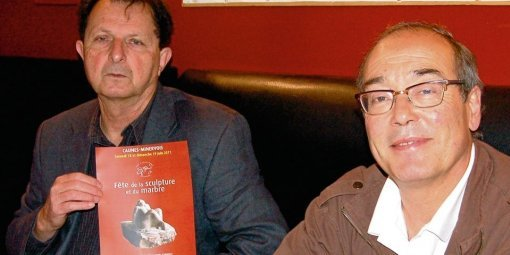 CAUNES-MINERVOIS
Samedi 18 et dimanche 19 juin 2011
Fête de la sculpture
et du marbre